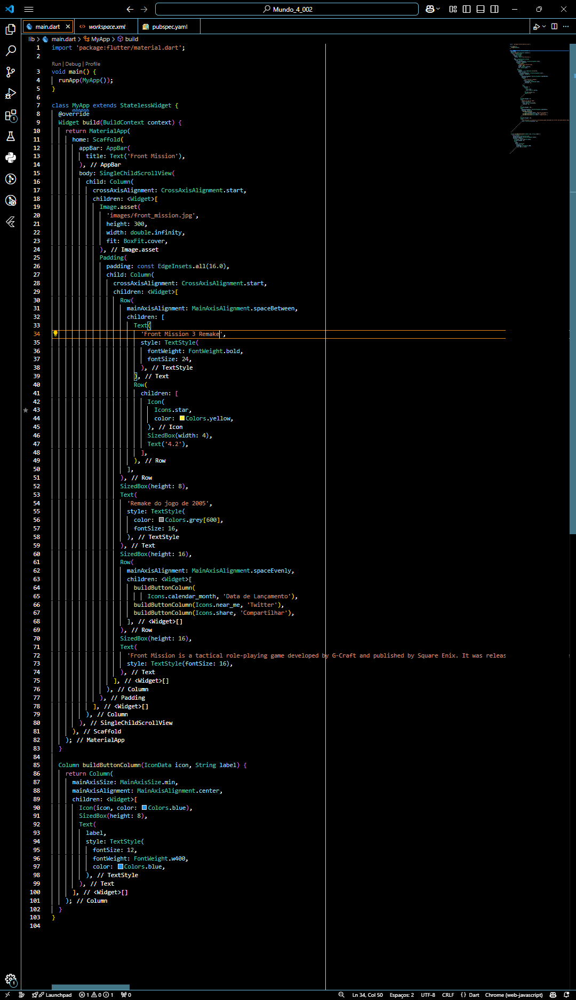 Mundo_4_002
main.dart
workspace.xml
pubspec.yaml
lib > main.dart > MyApp > build
1 import 'package:flutter/material.dart';
2
Run | Debug | Profile
3 void main() {
4 runApp(MyApp());
5 }
6
7 class MyApp extends StatelessWidget {
8 @override
9 Widget build(BuildContext context) {
10 return MaterialApp(
11 home: Scaffold(
12 appBar: AppBar(
13 title: Text('Front Mission'),
14 ), // AppBar
15 body: SingleChildScrollView(
16 child: Column(
17 crossAxisAlignment: CrossAxisAlignment.start,
18 children: <Widget>[
19 Image.asset(
20 'images/front_mission.jpg',
21 height: 300,
22 width: double.infinity,
23 fit: BoxFit.cover,
24 ), // Image.asset
25 Padding(
26 padding: const EdgeInsets.all(16.0),
27 child: Column(
28 crossAxisAlignment: CrossAxisAlignment.start,
29 children: <Widget>[
30 Row(
31 mainAxisAlignment: MainAxisAlignment.spaceBetween,
32 children: [
33 Text(
34 'Front Mission 3 Remake',
35 style: TextStyle(
36 fontWeight: FontWeight.bold,
37 fontSize: 24,
38 ), // TextStyle
39 ), // Text
40 Row(
41 children: [
42 Icon(
43 Icons.star,
44 color: Colors.yellow,
45 ), // Icon
46 SizedBox(width: 4),
47 Text('4.2'),
48 ],
49 ), // Row
50 ],
51 ), // Row
52 SizedBox(height: 8),
53 Text(
54 'Remake do jogo de 2005',
55 style: TextStyle(
56 color: Colors.grey[600],
57 fontSize: 16,
58 ), // TextStyle
59 ), // Text
60 SizedBox(height: 16),
61 Row(
62 mainAxisAlignment: MainAxisAlignment.spaceEvenly,
63 children: <Widget>[
64 buildButtonColumn(
65 Icons.calendar_month, 'Data de Lançamento'),
66 buildButtonColumn(Icons.near_me, 'Twitter'),
67 buildButtonColumn(Icons.share, 'Compartilhar'),
68 ], // <Widget>[]
69 ), // Row
70 SizedBox(height: 16),
71 Text(
72 'Front Mission is a tactical role-playing game developed by G-Craft and published by Square Enix. It was releas
73 style: TextStyle(fontSize: 16),
74 ), // Text
75 ], // <Widget>[]
76 ), // Column
77 ), // Padding
78 ], // <Widget>[]
79 ), // Column
80 ), // SingleChildScrollView
81 ), // Scaffold
82 ); // MaterialApp
83 }
84
85 Column buildButtonColumn(IconData icon, String label) {
86 return Column(
87 mainAxisSize: MainAxisSize.min,
88 mainAxisAlignment: MainAxisAlignment.center,
89 children: <Widget>[
90 Icon(icon, color: Colors.blue),
91 SizedBox(height: 8),
92 Text(
93 label,
94 style: TextStyle(
95 fontSize: 12,
96 fontWeight: FontWeight.w400,
97 color: Colors.blue,
98 ), // TextStyle
99 ), // Text
100 ], // <Widget>[]
101 ); // Column
102 }
103 }
104
1
1
Launchpad 1 0 1 0 Ln 34, Col 50 Espaços: 2 UTF-8 CRLF {} Dart Chrome (web-javascript)